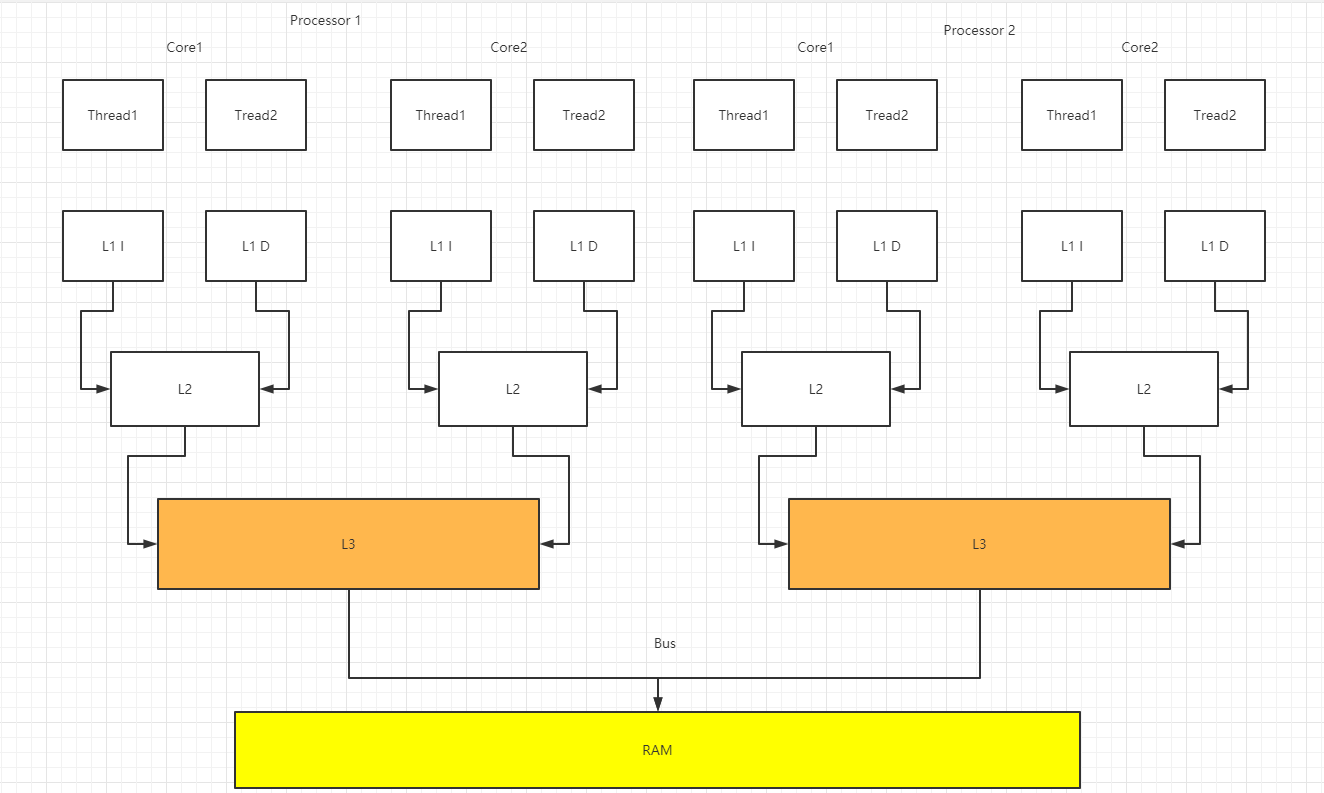 Processor 1
Processor 2
Core1
Core2
Core1
Core2
Thread1
Tread2
Thread1
Tread2
Thread1
Tread2
Thread1
Tread2
L1 I
L1 D
L1 I
L1 D
L1 I
L1 D
L1 I
L1 D
L2
L2
L2
L2
L3
L3
Bus
RAM